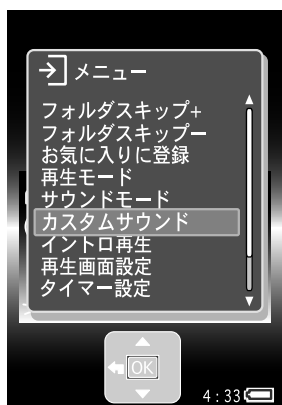 メニュー
フォルダスキップ+
フォルダスキップー
お気に入りに登録
再生モード
サウンドモード
カスタムサウンド
イントロ再生
再生画面設定
タイマー設定
OK
4:33